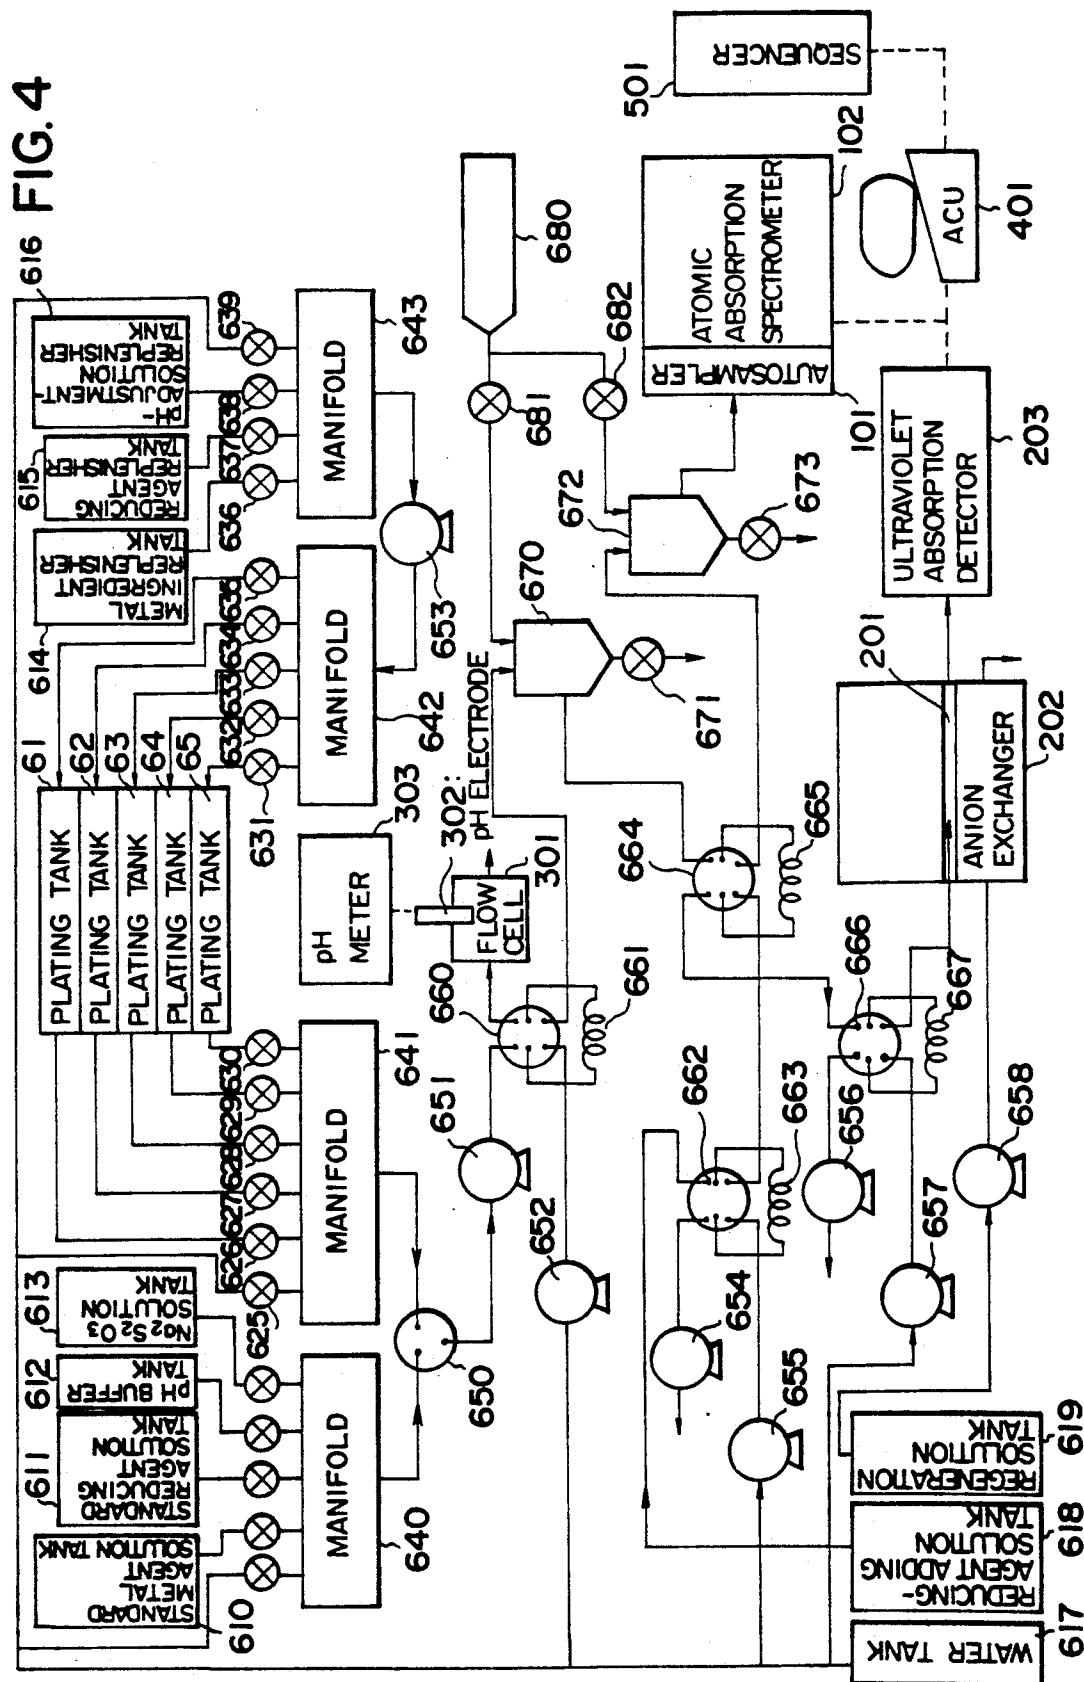 FIG. 4
STANDARD
METAL
AGENT
SOLUTION TANK
610
STANDARD
REDUCING
AGENT
SOLUTION
TANK
611
pH BUFFER
TANK
612
Na2S2O3
SOLUTION
TANK
613
METAL
INGREDIENT
REPLENISHER
TANK
614
REDUCING
AGENT
REPLENISHER
TANK
615
pH-
ADJUSTMENT-
SOLUTION
REPLENISHER
TANK
616
PLATING TANK
61
PLATING TANK
62
PLATING TANK
63
PLATING TANK
64
PLATING TANK
65
625
626
627
628
629
630
631
632
633
634
635
636
637
638
639
MANIFOLD
640
MANIFOLD
641
MANIFOLD
642
MANIFOLD
643
650
651
652
653
pH
METER
303
302:
pH ELECTRODE
FLOW
CELL
301
660
661
670
671
680
681
682
672
673
662
663
664
665
654
655
656
657
658
666
667
AUTOSAMPLER
101
ATOMIC
ABSORPTION
SPECTROMETER
102
SEQUENCER
501
ACU
401
ULTRAVIOLET
ABSORPTION
DETECTOR
203
201
ANION
EXCHANGER
202
WATER TANK
617
REDUCING-
AGENT ADDING
SOLUTION
TANK
618
REGENERATION
SOLUTION
TANK
619